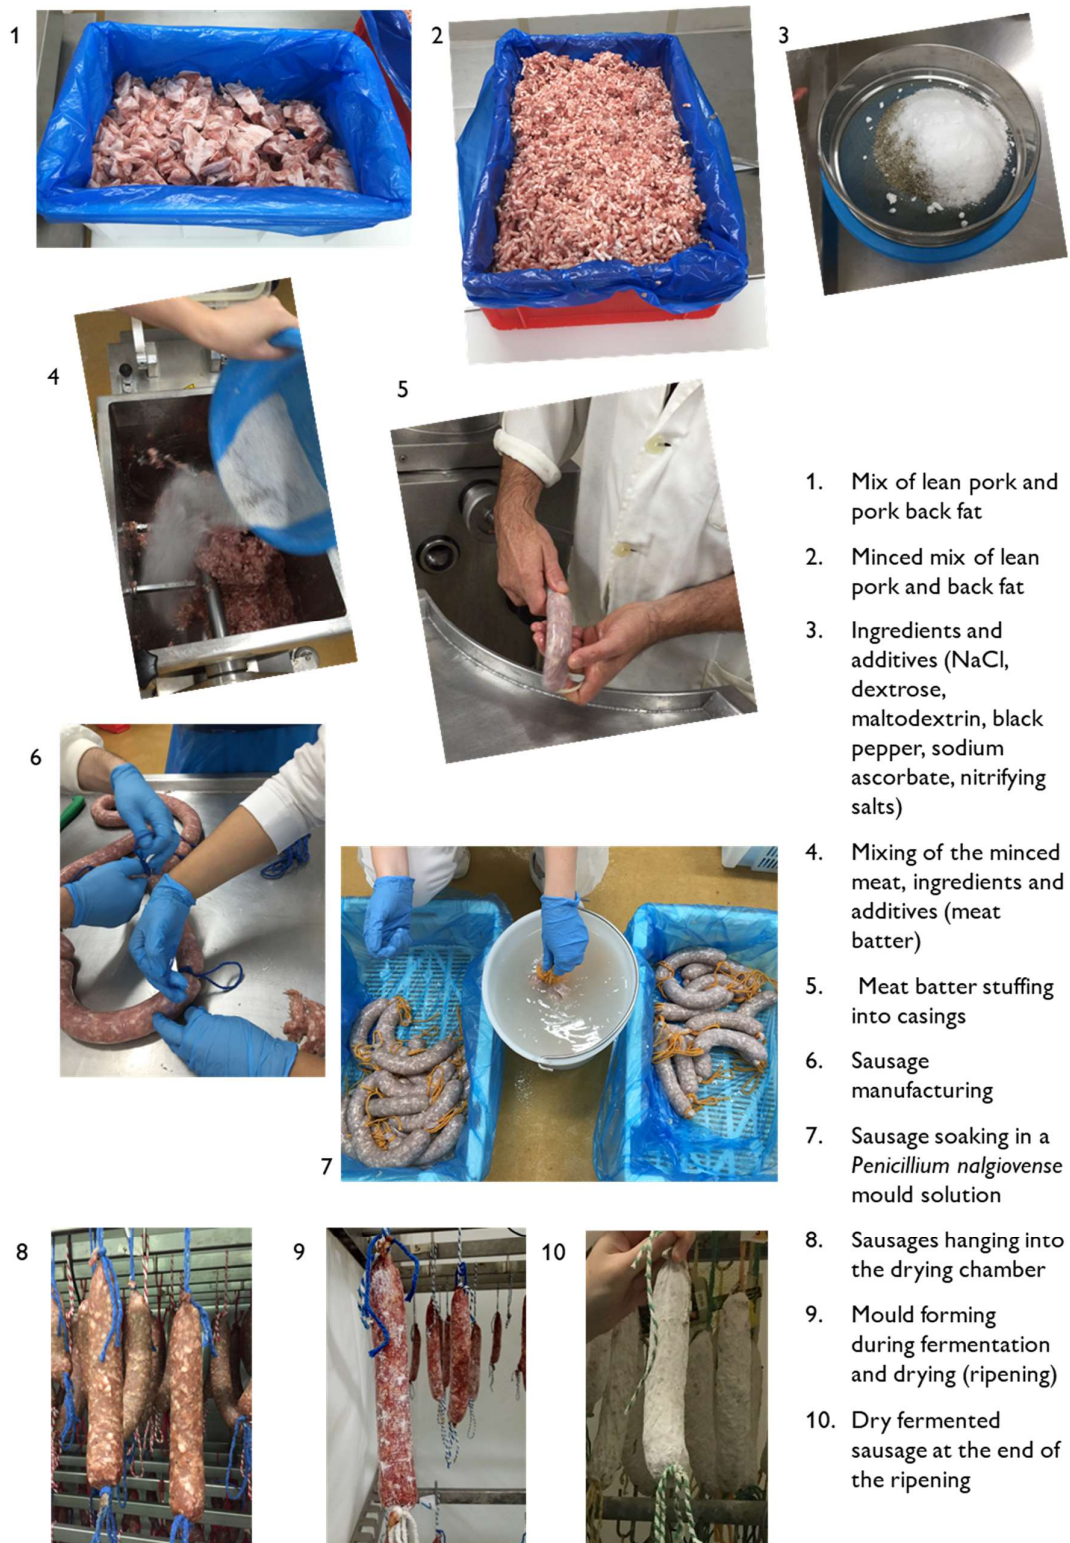 1
2
3
4
5
6
7
8
9
10
1. Mix of lean pork and
pork back fat
2. Minced mix of lean
pork and back fat
3. Ingredients and
additives (NaCl,
dextrose,
maltodextrin, black
pepper, sodium
ascorbate, nitrifying
salts)
4. Mixing of the minced
meat, ingredients and
additives (meat
batter)
5. Meat batter stuffing
into casings
6. Sausage
manufacturing
7. Sausage soaking in a
Penicillium nalgiovense
mould solution
8. Sausages hanging into
the drying chamber
9. Mould forming
during fermentation
and drying (ripening)
10. Dry fermented
sausage at the end of
the ripening